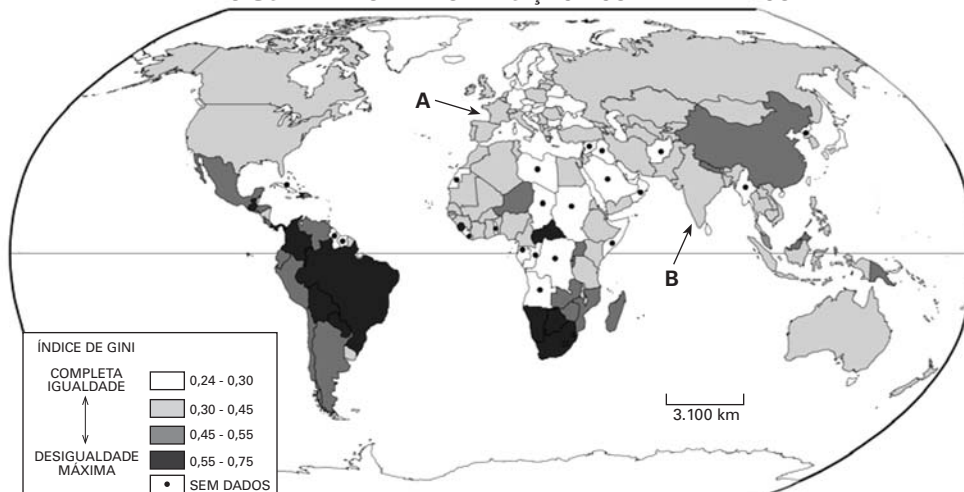 A
B
ÍNDICE DE GINI
COMPLETA
IGUALDADE
0,24 - 0,30
0,30 - 0,45
0,45 - 0,55
DESIGUALDADE
MÁXIMA
0,55 - 0,75
SEM DADOS
3.100 km